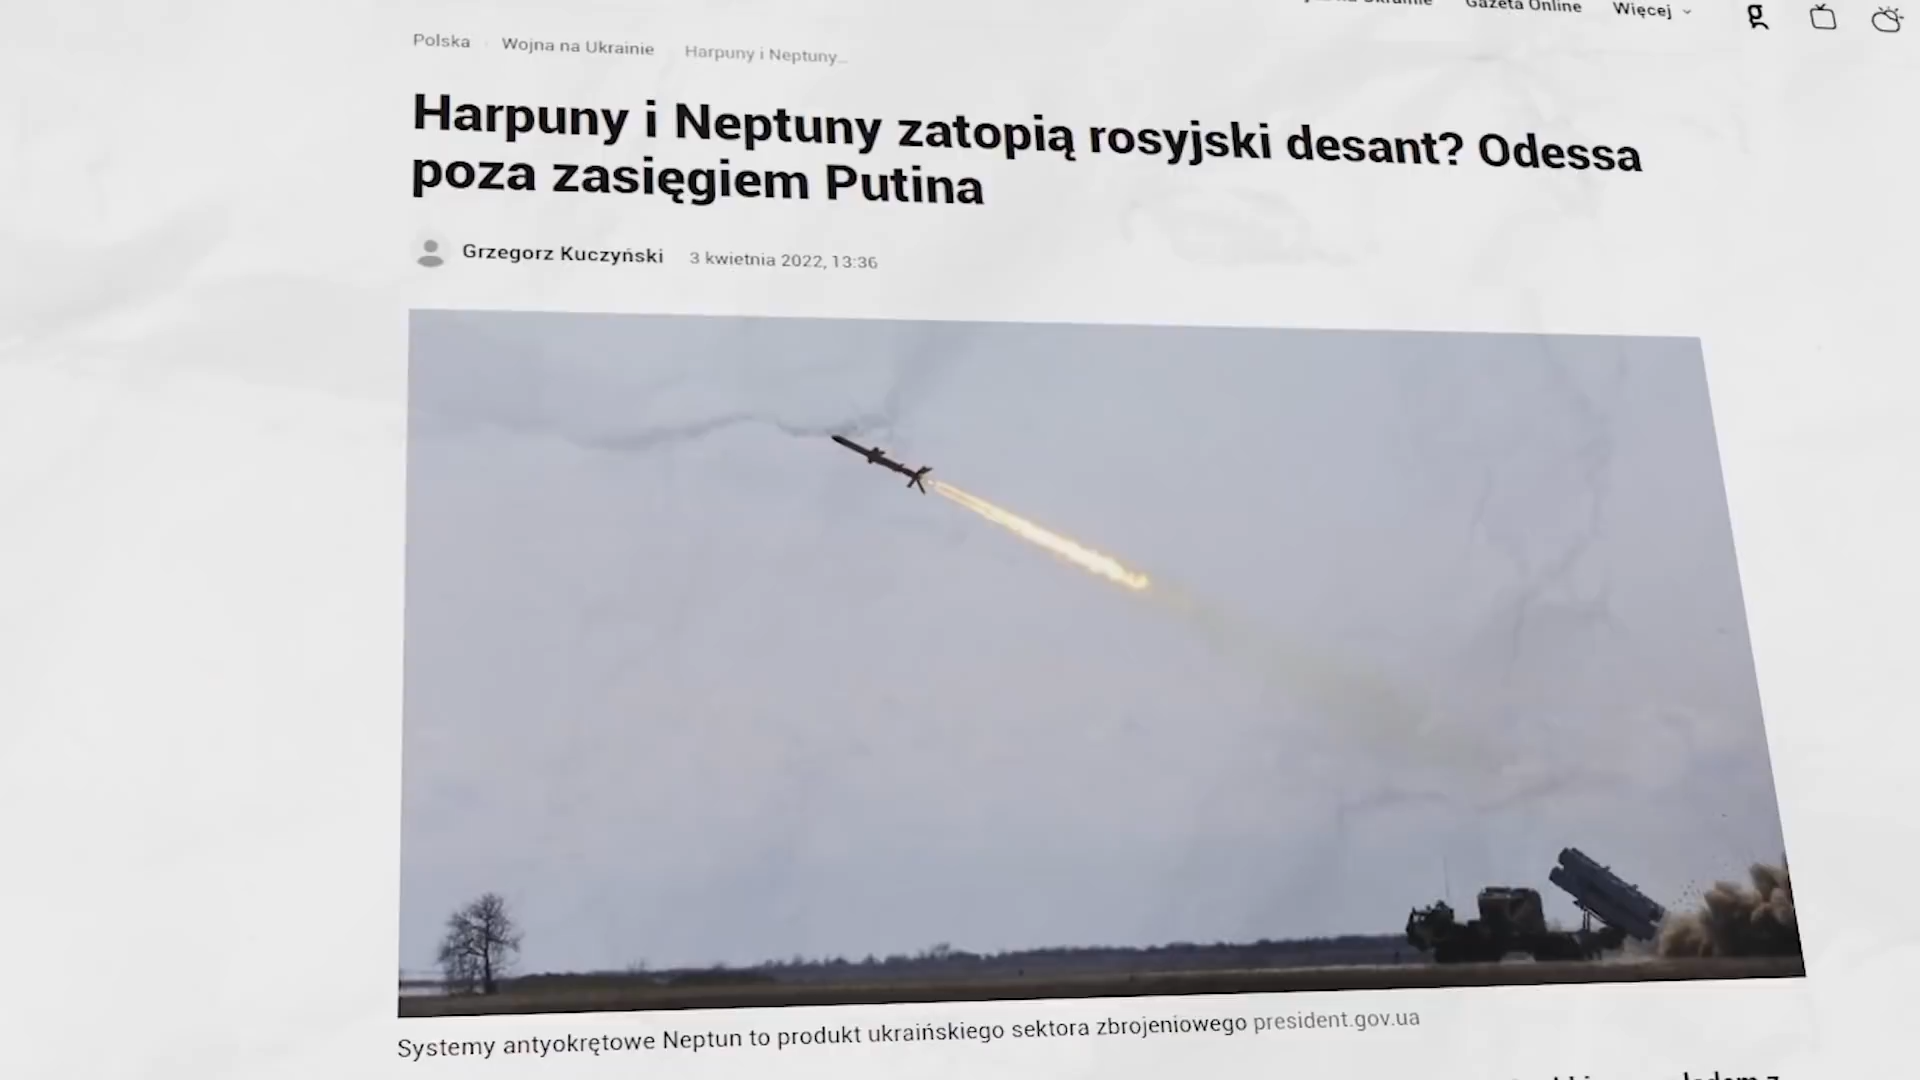 Gazeta Online Więcej
Polska Wojna na Ukrainie Harpuny i Neptuny...
Harpuny i Neptuny zatopią rosyjski desant? Odessa
poza zasięgiem Putina
Grzegorz Kuczyński 3 kwietnia 2022, 13:36
Systemy antyokrętowe Neptun to produkt ukraińskiego sektora zbrojeniowego president.gov.ua